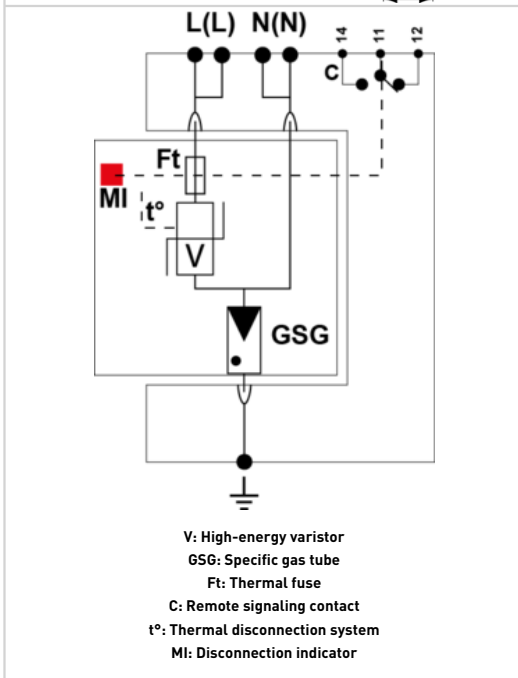 L(L) N(N) 14 11 12
C
Ft
MI
t°
V
GSG
V: High-energy varistor
GSG: Specific gas tube
Ft: Thermal fuse
C: Remote signaling contact
t°: Thermal disconnection system
MI: Disconnection indicator